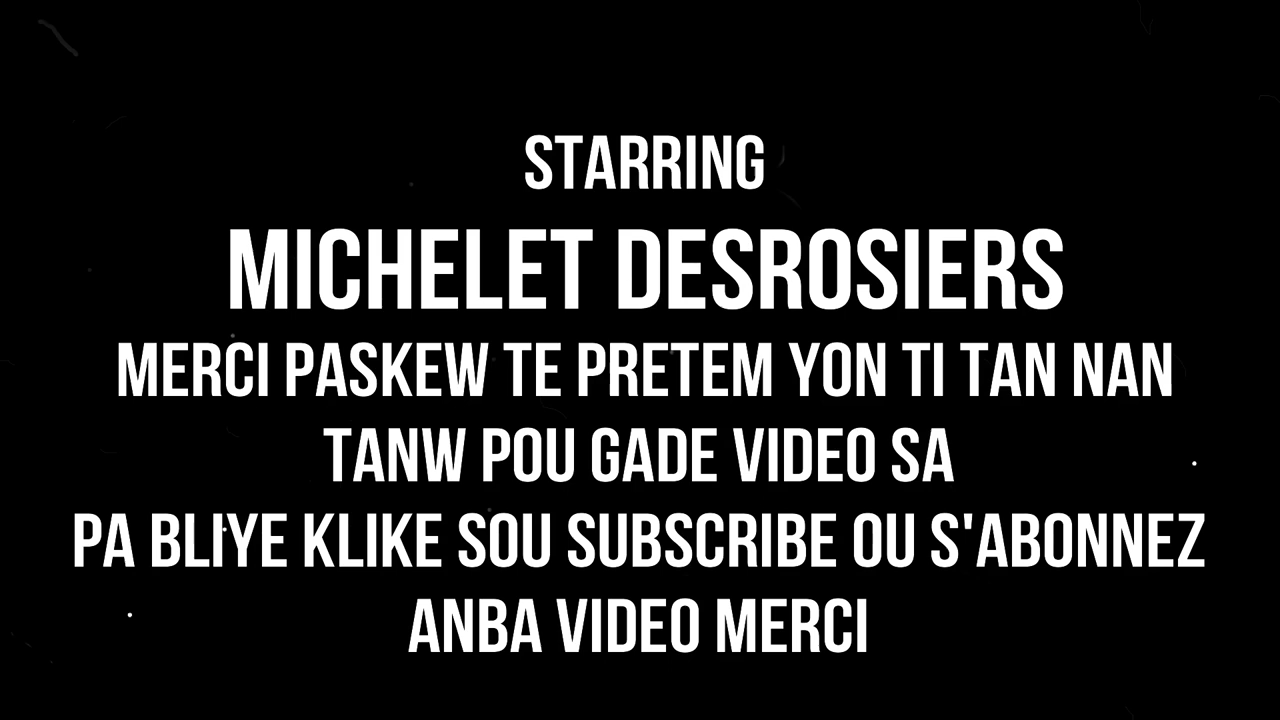 STARRING
MICHELET DESROSIERS
MERCI PASKEW TE PRETEM YON TI TAN NAN
TANW POU GADE VIDEO SA
PA BLIYE KLIKE SOU SUBSCRIBE OU S'ABONNEZ
ANBA VIDEO MERCI